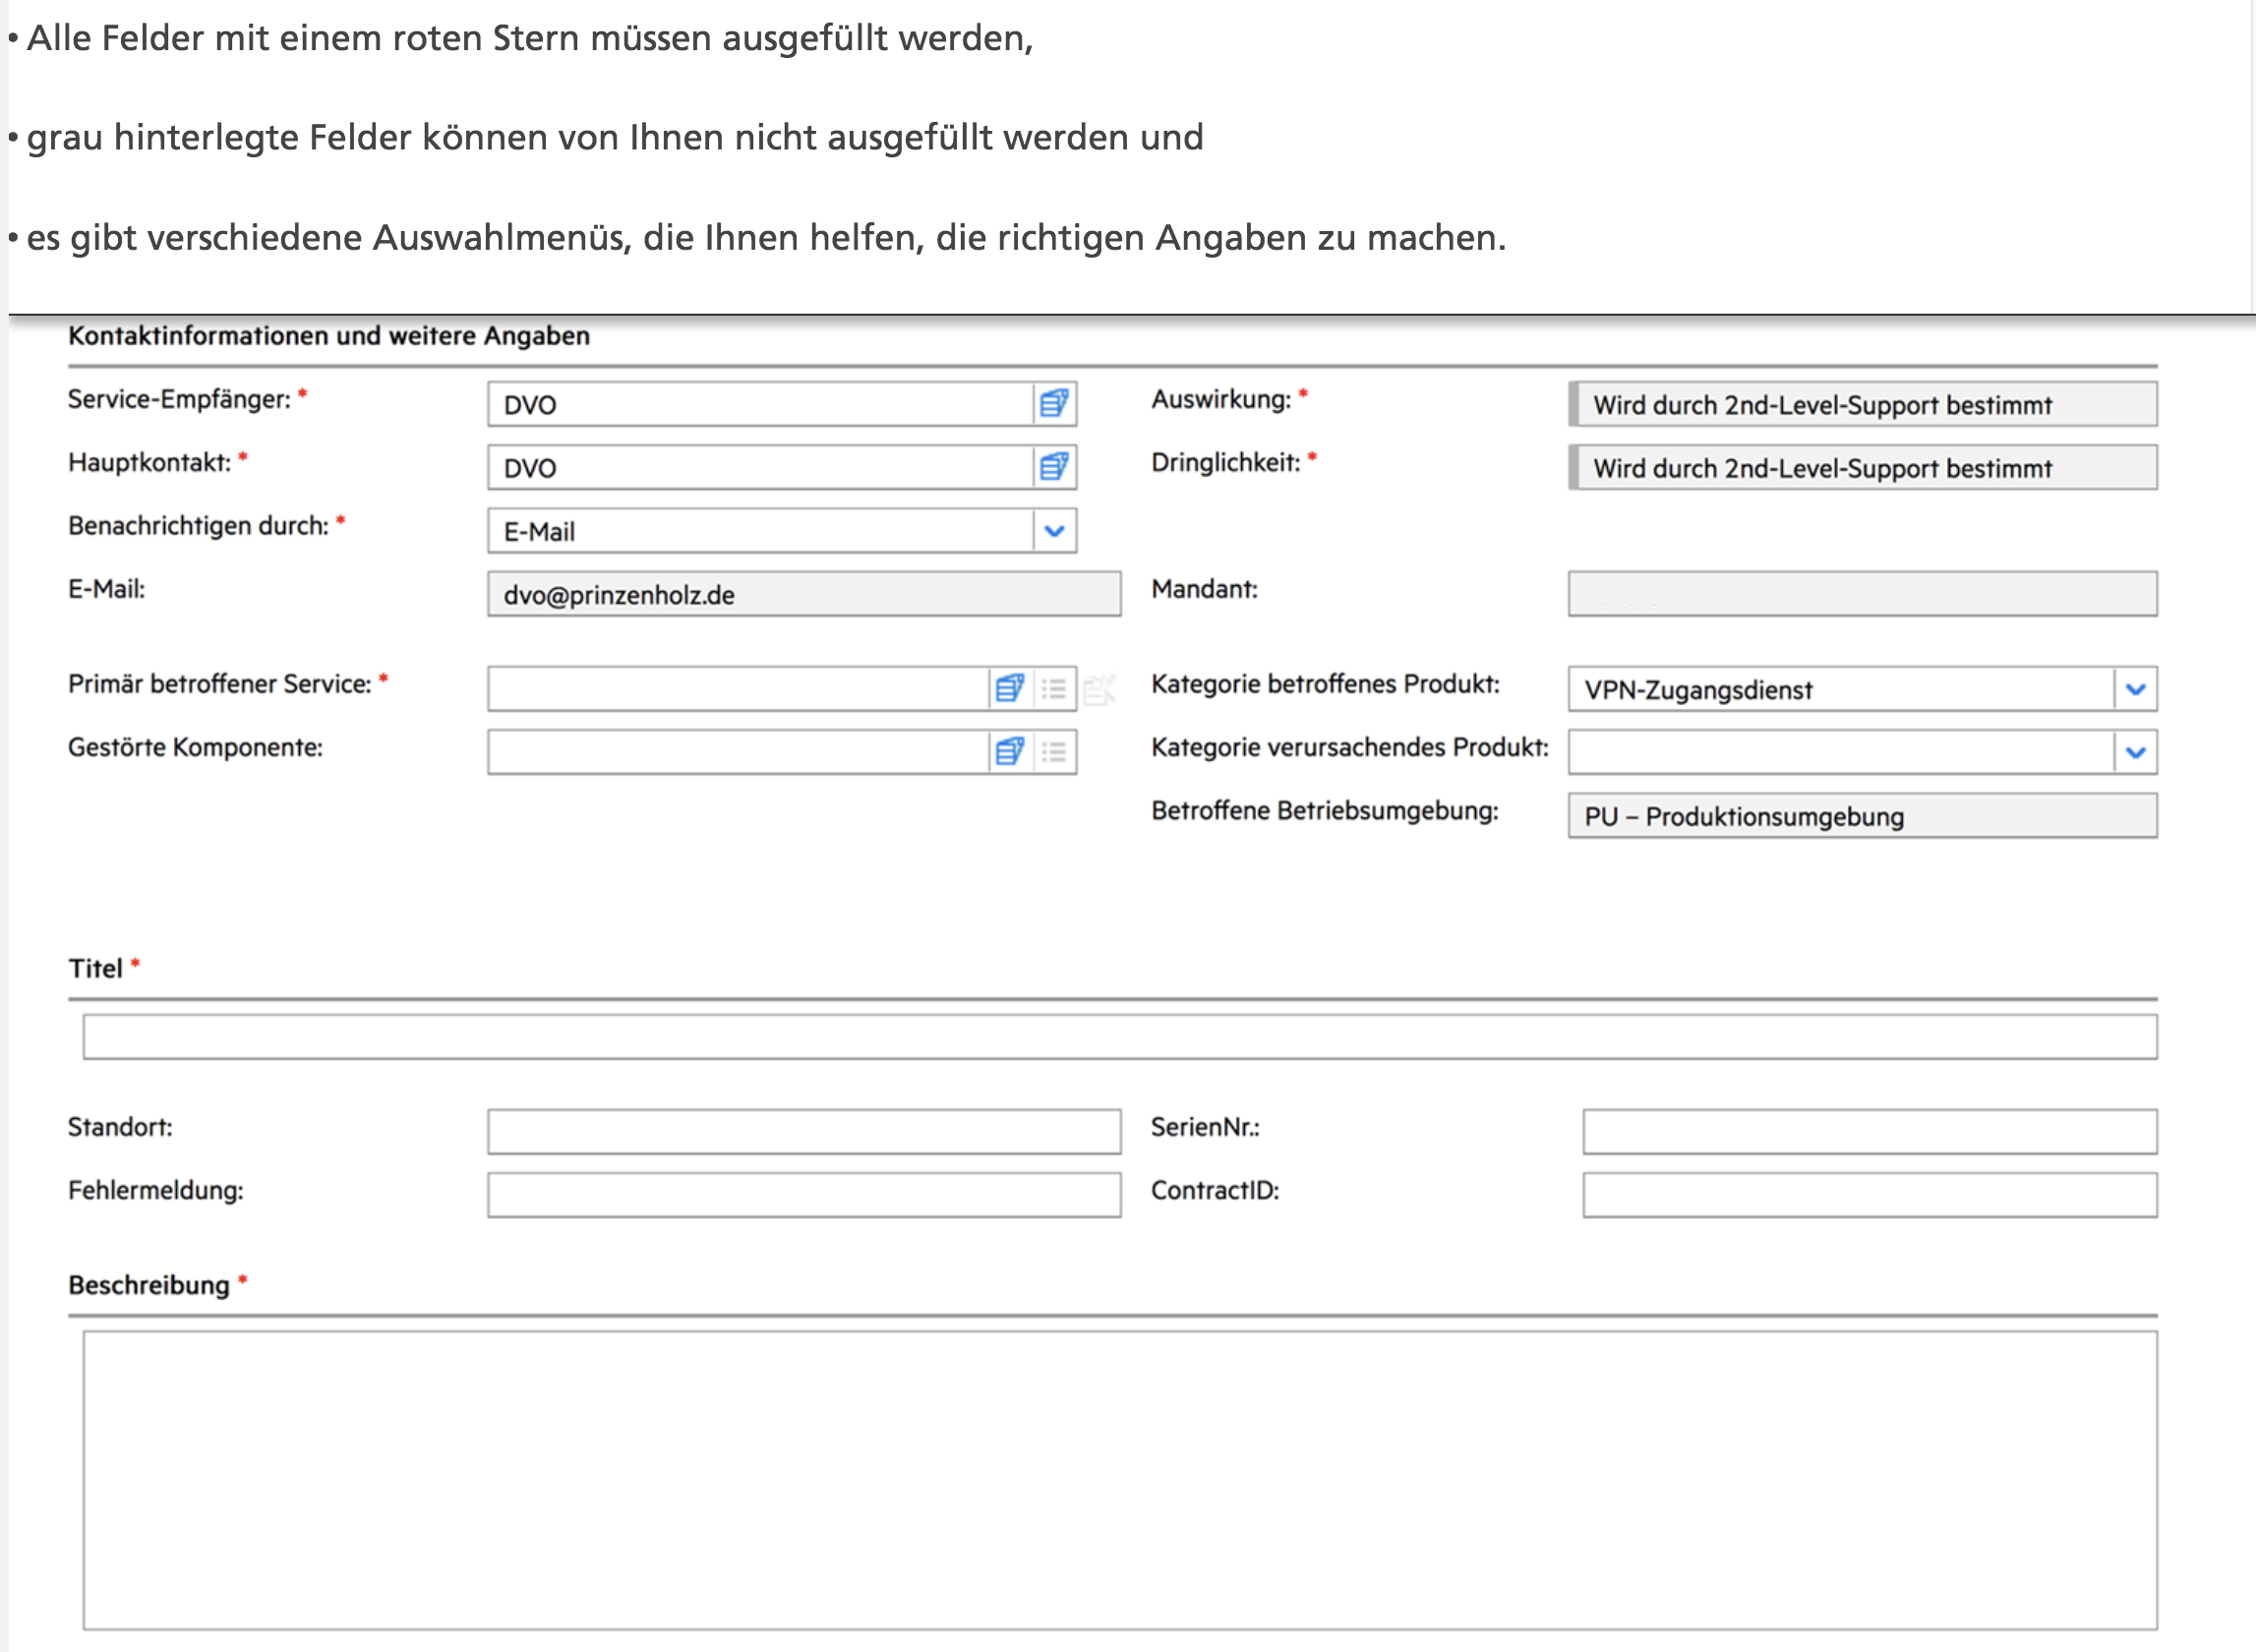 • Alle Felder mit einem roten Stern müssen ausgefüllt werden,
• grau hinterlegte Felder können von Ihnen nicht ausgefüllt werden und
• es gibt verschiedene Auswahlmenüs, die Ihnen helfen, die richtigen Angaben zu machen.
Kontaktinformationen und weitere Angaben
Service-Empfänger: * DVO Auswirkung: * Wird durch 2nd-Level-Support bestimmt
Hauptkontakt: * DVO Dringlichkeit: * Wird durch 2nd-Level-Support bestimmt
Benachrichtigen durch: * E-Mail
E-Mail: dvo@prinzenholz.de Mandant:
Primär betroffener Service: * Kategorie betroffenes Produkt: VPN-Zugangsdienst
Gestörte Komponente: Kategorie verursachendes Produkt:
Betroffene Betriebsumgebung: PU – Produktionsumgebung
Titel *
Standort: SerienNr.:
Fehlermeldung: ContractID:
Beschreibung *